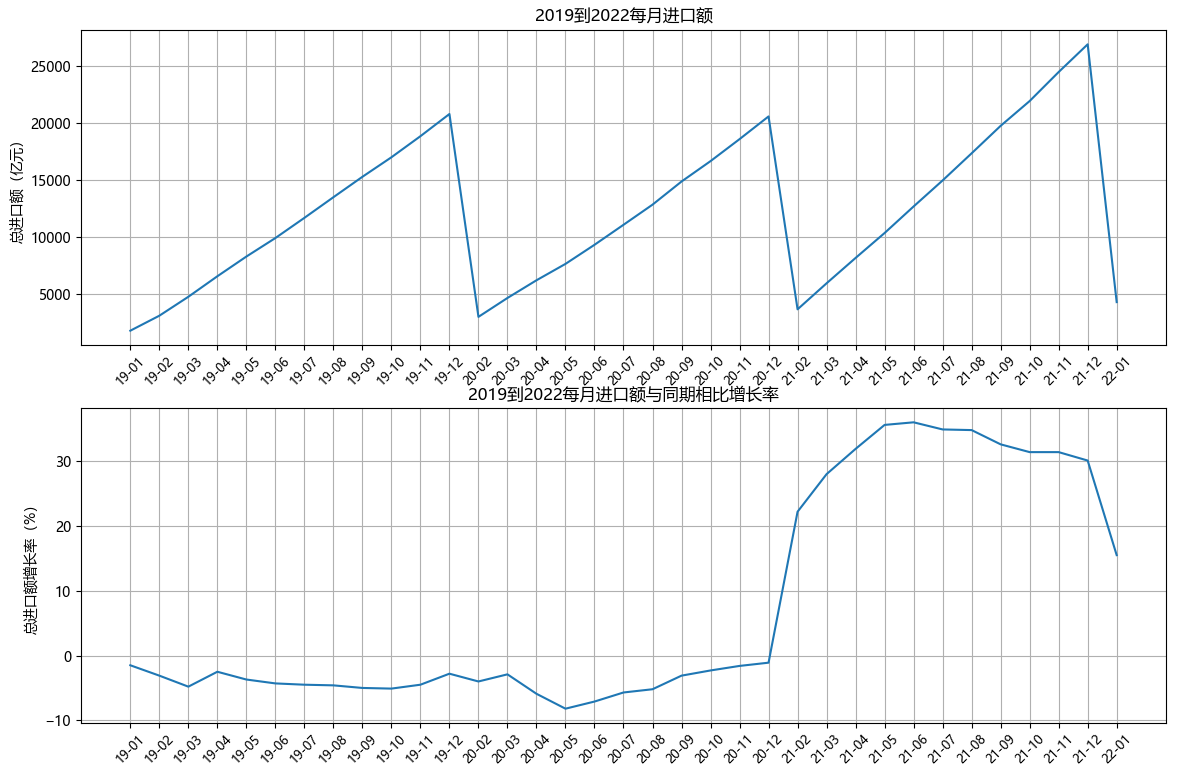 2019到2022每月进口额
总进口额（亿元）
25000
20000
15000
10000
5000
19-01 19-02 19-03 19-04 19-05 19-06 19-07 19-08 19-09 19-10 19-11 19-12 20-02 20-03 20-04 20-05 20-06 20-07 20-08 20-09 20-10 20-11 20-12 21-02 21-03 21-04 21-05 21-06 21-07 21-08 21-09 21-10 21-11 21-12 22-01
2019到2022每月进口额与同期相比增长率
总进口额增长率（%）
30
20
10
0
−10
19-01 19-02 19-03 19-04 19-05 19-06 19-07 19-08 19-09 19-10 19-11 19-12 20-02 20-03 20-04 20-05 20-06 20-07 20-08 20-09 20-10 20-11 20-12 21-02 21-03 21-04 21-05 21-06 21-07 21-08 21-09 21-10 21-11 21-12 22-01